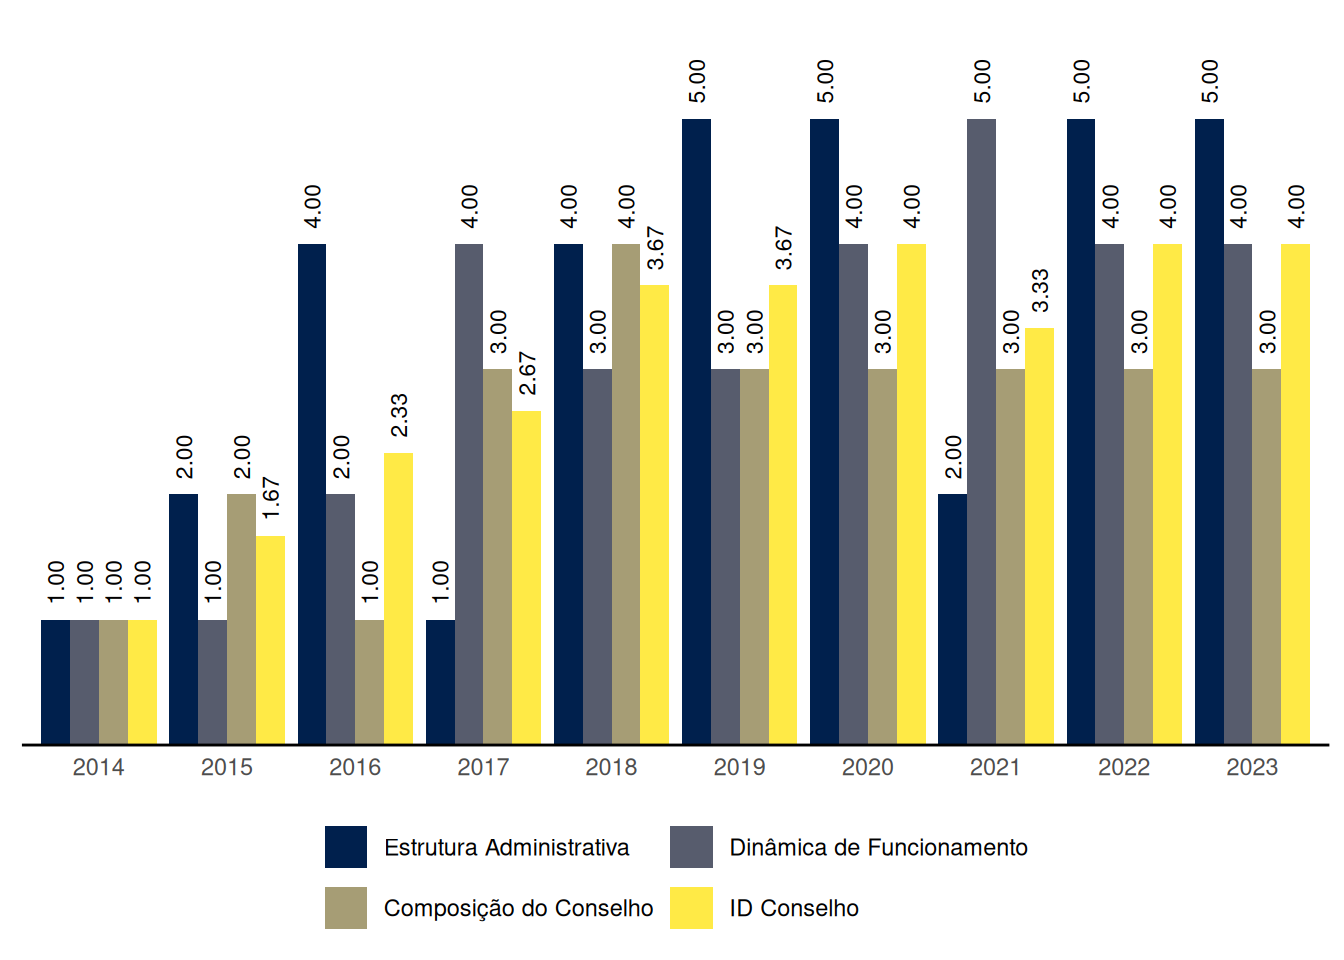 1.00 1.00 1.00 1.00
2.00 1.00 2.00 1.67
4.00 2.00 1.00 2.33
1.00 4.00 3.00 2.67
4.00 3.00 4.00 3.67
5.00 3.00 3.00 3.67
5.00 4.00 3.00 4.00
2.00 5.00 3.00 3.33
5.00 4.00 3.00 4.00
5.00 4.00 3.00 4.00
2014 2015 2016 2017 2018 2019 2020 2021 2022 2023
Estrutura Administrativa Dinâmica de Funcionamento
Composição do Conselho ID Conselho